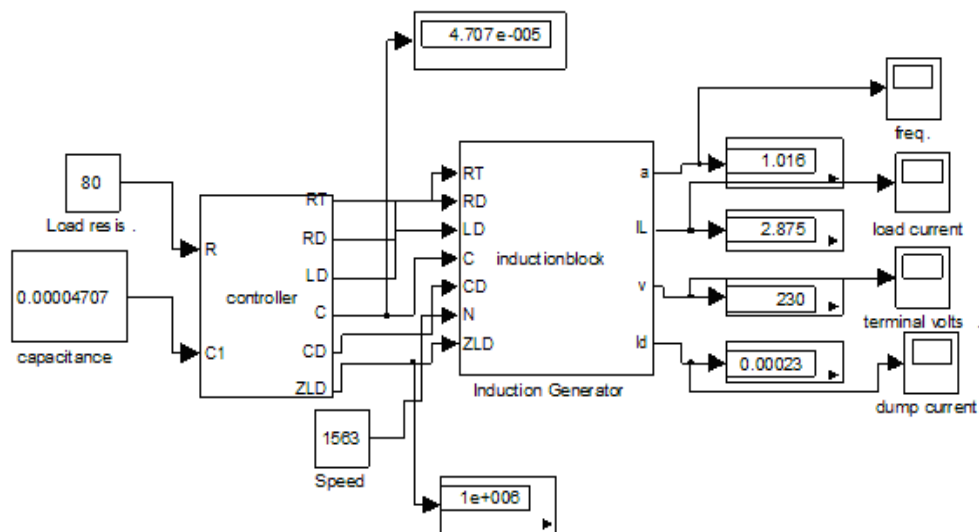 4.707e-005
freq.
80
Load resis .
0.00004707
capacitance
R
C1
controller
RT
RD
LD
C
CD
ZLD
1563
Speed
RT
RD
LD
C
CD
N
ZLD
inductionblock
a
IL
v
Id
Induction Generator
1.016
2.875
230
0.00023
load current
terminal volts .
dump current
1e+006